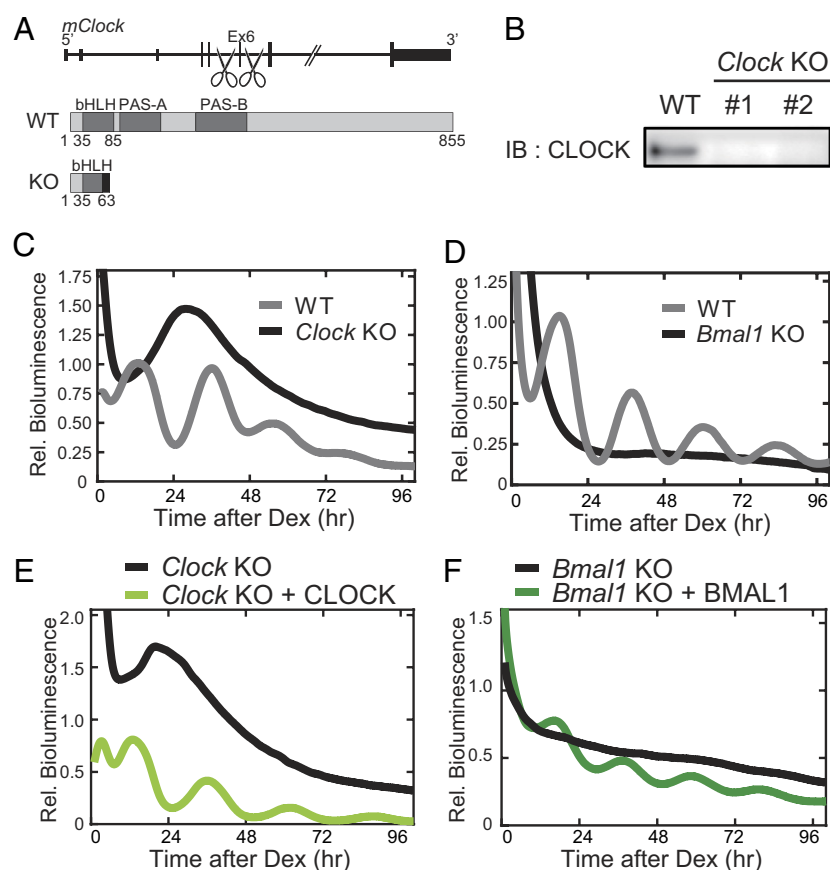 A
mClock
5'
Ex6
3'
bHLH PAS-A PAS-B
WT
1 35 85 855
bHLH
KO
1 35 63
B
Clock KO
WT #1 #2
IB : CLOCK
C
1.75
1.50
1.25
1.00
0.75
0.50
0.25
0
Rel. Bioluminescence
WT
Clock KO
0 24 48 72 96
Time after Dex (hr)
D
1.25
1.00
0.75
0.50
0.25
0
Rel. Bioluminescence
WT
Bmal1 KO
0 24 48 72 96
Time after Dex (hr)
E
Clock KO
Clock KO + CLOCK
2.0
1.5
1.0
0.5
0
Rel. Bioluminescence
0 24 48 72 96
Time after Dex (hr)
F
Bmal1 KO
Bmal1 KO + BMAL1
1.5
1.0
0.5
0
Rel. Bioluminescence
0 24 48 72 96
Time after Dex (hr)